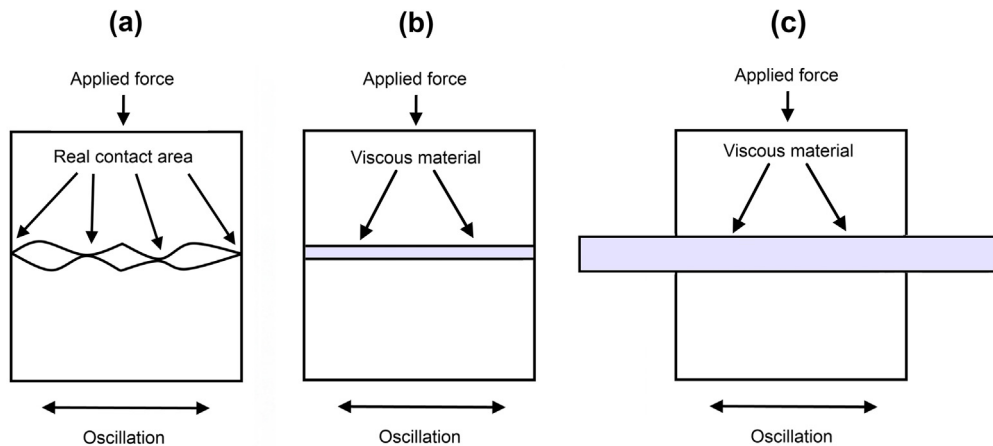 (a)
Applied force
Real contact area
Oscillation
(b)
Applied force
Viscous material
Oscillation
(c)
Applied force
Viscous material
Oscillation